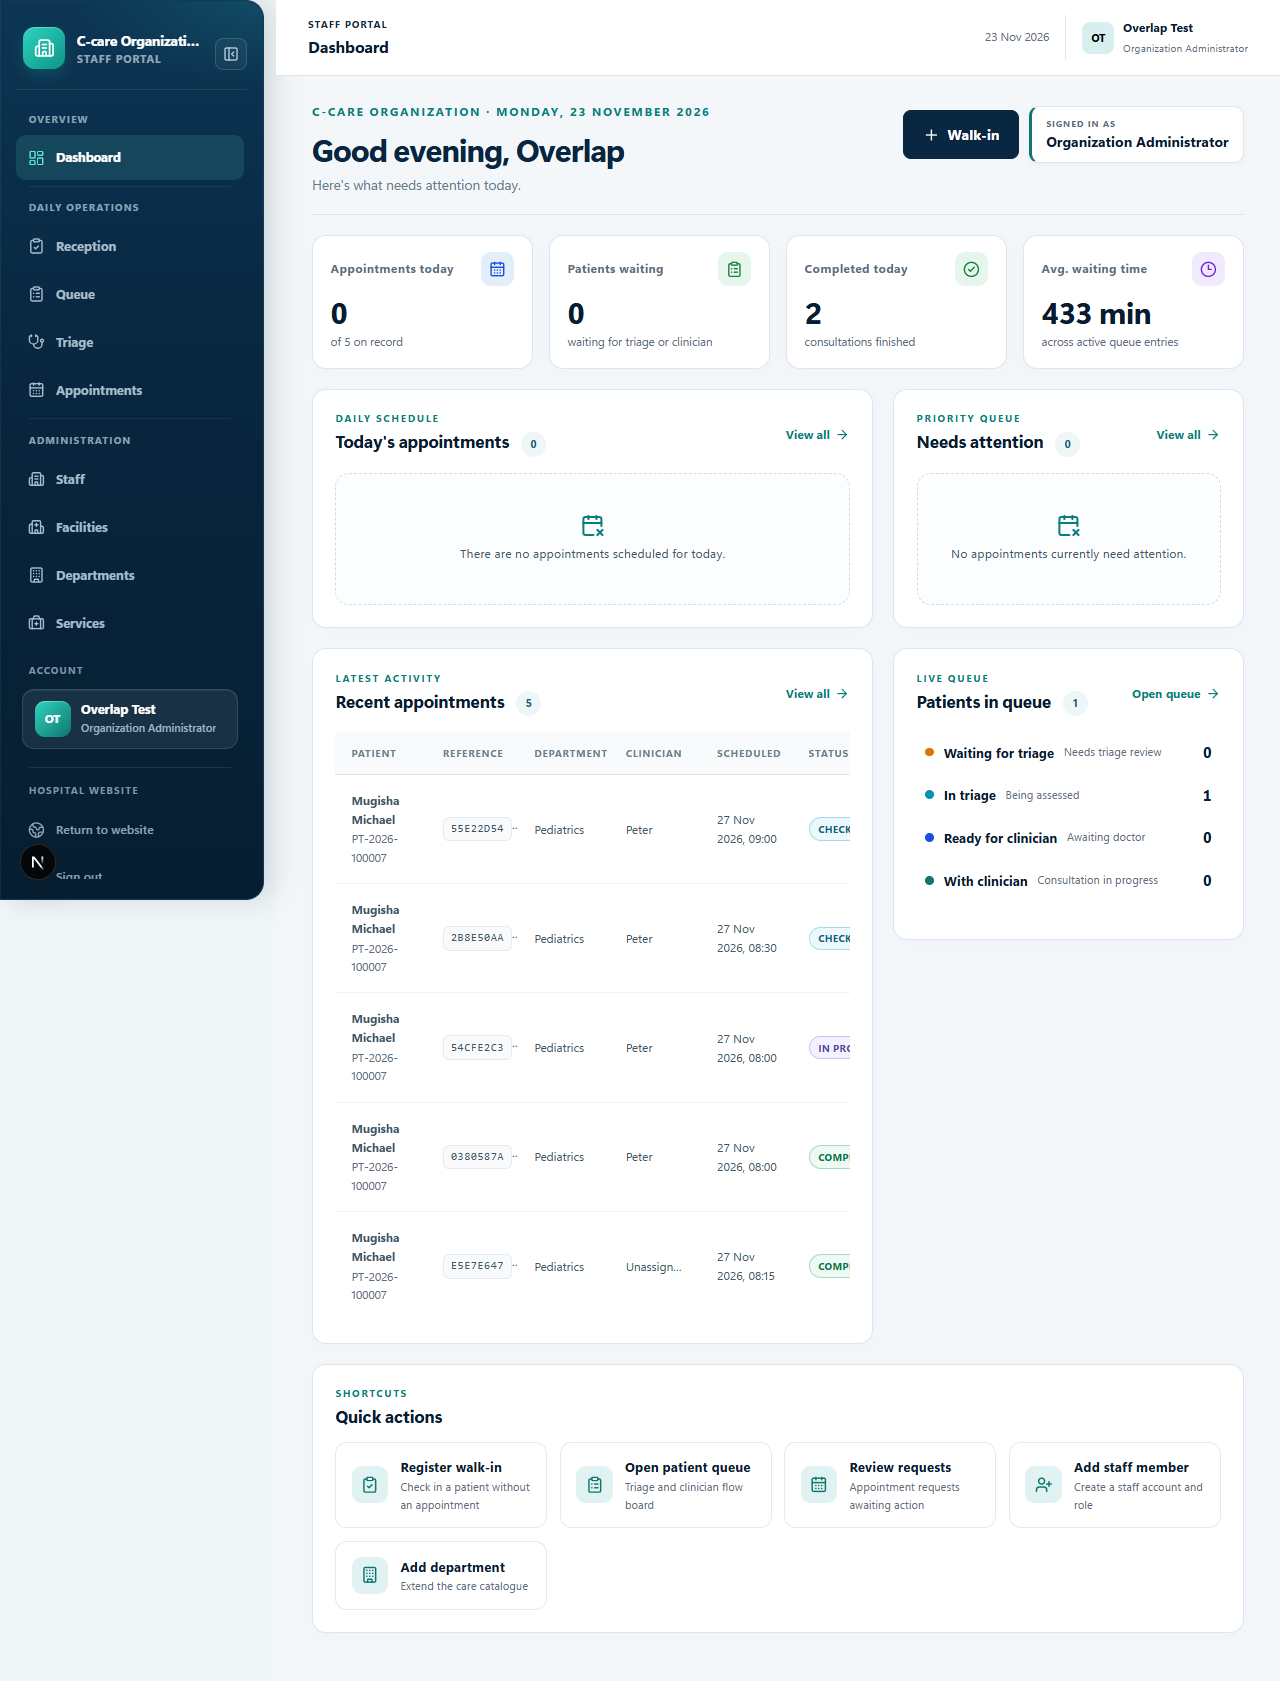 C-care Organizati...
STAFF PORTAL
OVERVIEW
Dashboard
DAILY OPERATIONS
Reception
Queue
Triage
Appointments
ADMINISTRATION
Staff
Facilities
Departments
Services
ACCOUNT
OT
Overlap Test
Organization Administrator
HOSPITAL WEBSITE
Return to website
N
Sign out
STAFF PORTAL
Dashboard
23 Nov 2026
OT
Overlap Test
Organization Administrator
C-CARE ORGANIZATION · MONDAY, 23 NOVEMBER 2026
Good evening, Overlap
Here's what needs attention today.
Walk-in
SIGNED IN AS
Organization Administrator
Appointments today
0
of 5 on record
Patients waiting
0
waiting for triage or clinician
Completed today
2
consultations finished
Avg. waiting time
433 min
across active queue entries
DAILY SCHEDULE
Today's appointments 0
View all
There are no appointments scheduled for today.
PRIORITY QUEUE
Needs attention 0
View all
No appointments currently need attention.
LATEST ACTIVITY
Recent appointments 5
View all
PATIENT REFERENCE DEPARTMENT CLINICIAN SCHEDULED STATUS
Mugisha
Michael
PT-2026-
100007
55E22D54
Pediatrics
Peter
27 Nov
2026, 09:00
CHECK
Mugisha
Michael
PT-2026-
100007
2B8E50AA
Pediatrics
Peter
27 Nov
2026, 08:30
CHECK
Mugisha
Michael
PT-2026-
100007
54CFE2C3
Pediatrics
Peter
27 Nov
2026, 08:00
IN PRO
Mugisha
Michael
PT-2026-
100007
0380587A
Pediatrics
Peter
27 Nov
2026, 08:00
COMP
Mugisha
Michael
PT-2026-
100007
E5E7E647
Pediatrics
Unassign...
27 Nov
2026, 08:15
COMP
LIVE QUEUE
Patients in queue 1
Open queue
Waiting for triage Needs triage review 0
In triage Being assessed 1
Ready for clinician Awaiting doctor 0
With clinician Consultation in progress 0
SHORTCUTS
Quick actions
Register walk-in
Check in a patient without
an appointment
Open patient queue
Triage and clinician flow
board
Review requests
Appointment requests
awaiting action
Add staff member
Create a staff account and
role
Add department
Extend the care catalogue